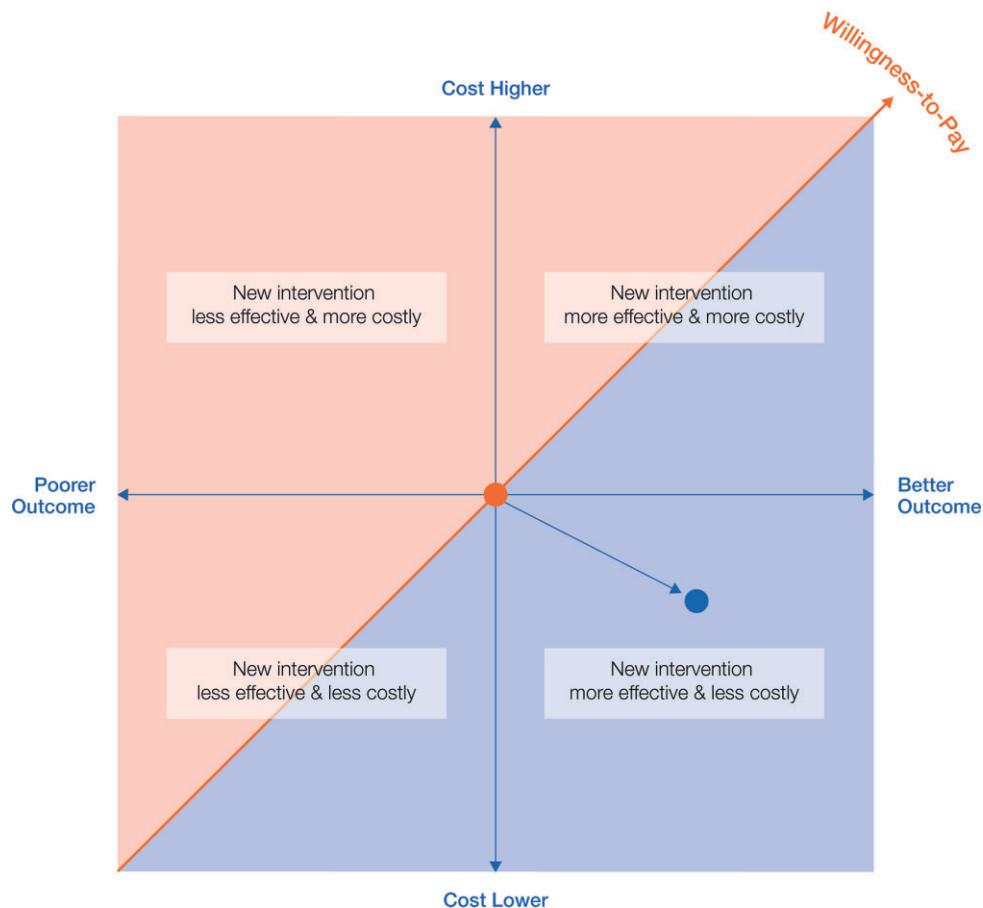 Willingness-to-Pay
Cost Higher
New intervention
less effective & more costly
New intervention
more effective & more costly
Poorer
Outcome
Better
Outcome
New intervention
less effective & less costly
New intervention
more effective & less costly
Cost Lower